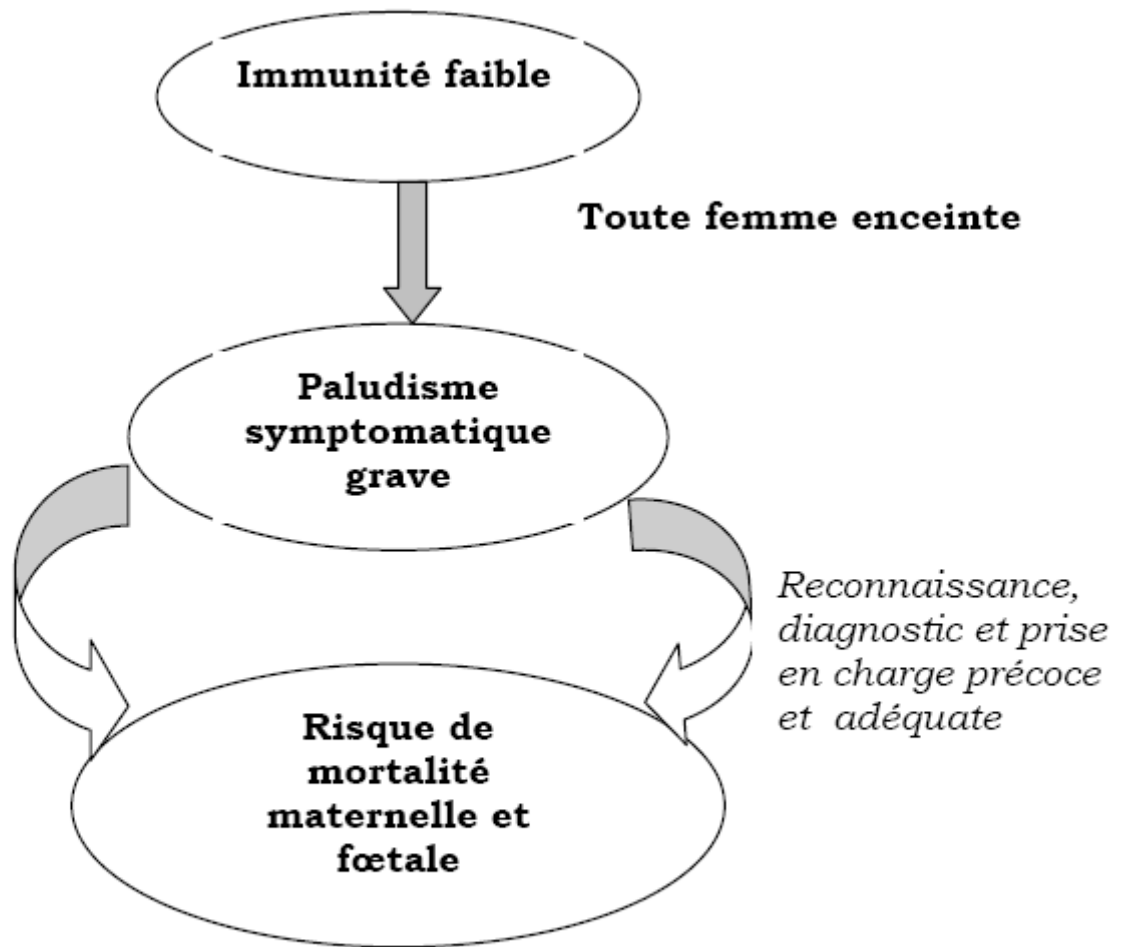 Immunité faible
Toute femme enceinte
Paludisme
symptomatique
grave
Reconnaissance,
diagnostic et prise
en charge précoce
et adéquate
Risque de
mortalité
maternelle et
fœtale